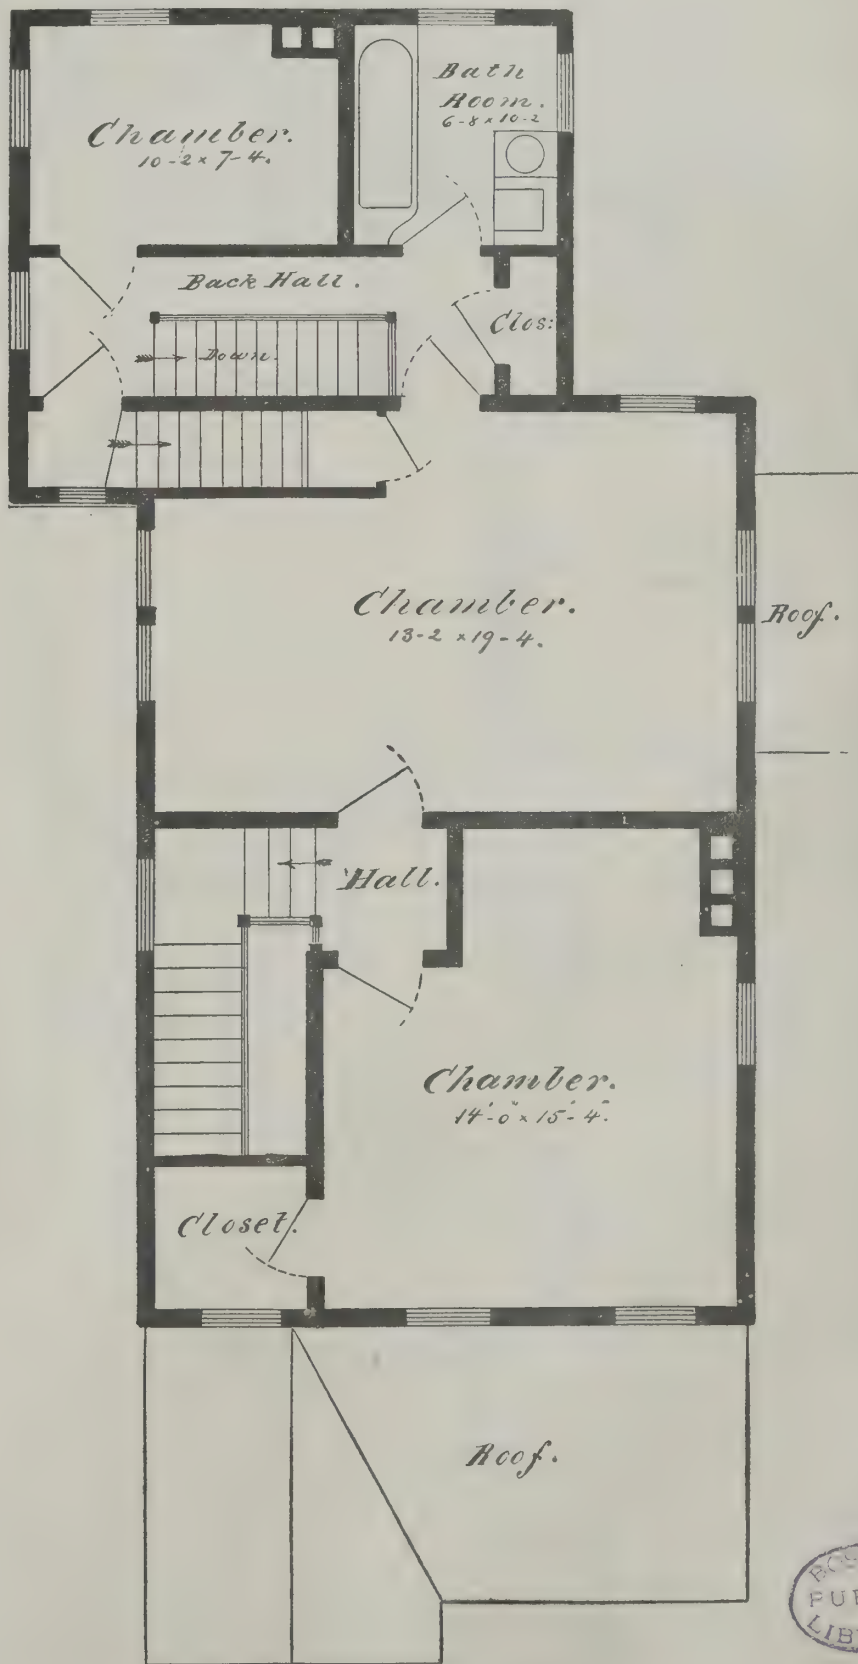 Chamber.
10-2 x 7-4.
Bath
Room.
6-8 x 10-2
Back Hall.
Clos:
Down.
Chamber.
13-2 x 19-4.
Roof.
Hall.
Chamber.
14'-0" x 15'-4".
Closet.
Roof.